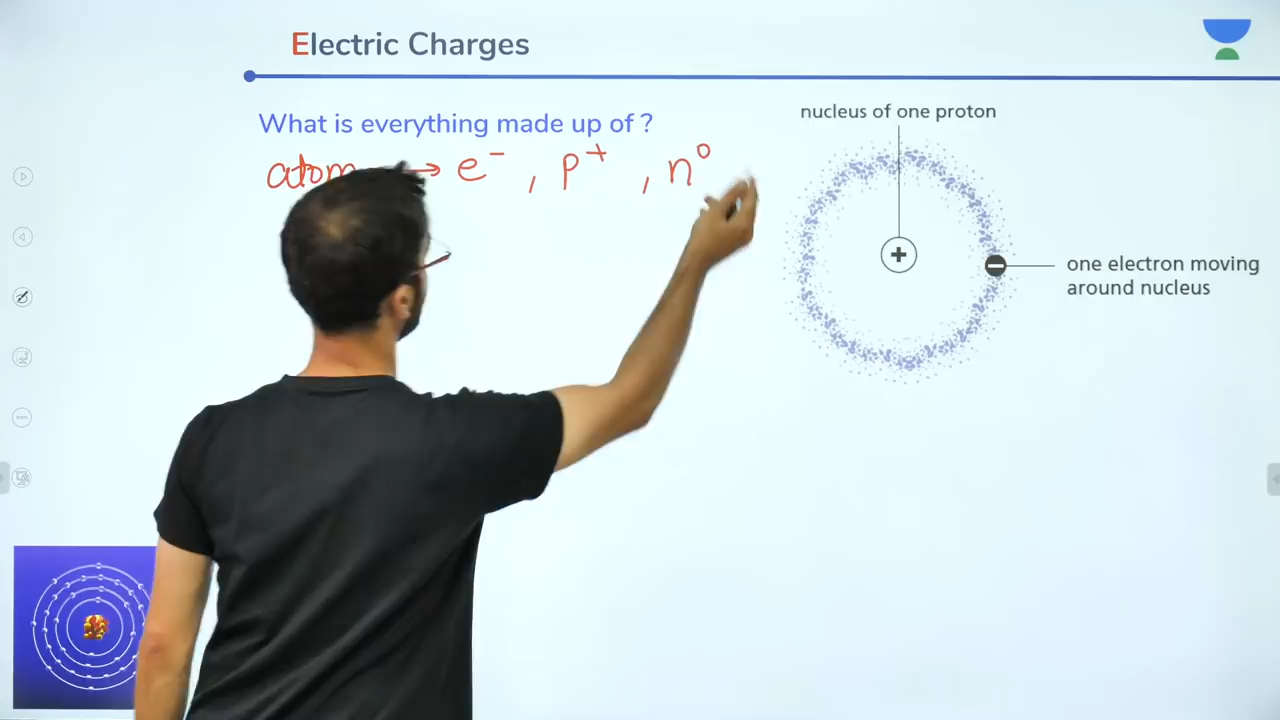 Electric Charges
What is everything made up of ?
atom → e⁻ , p⁺ , n⁰
nucleus of one proton
+
−
one electron moving
around nucleus